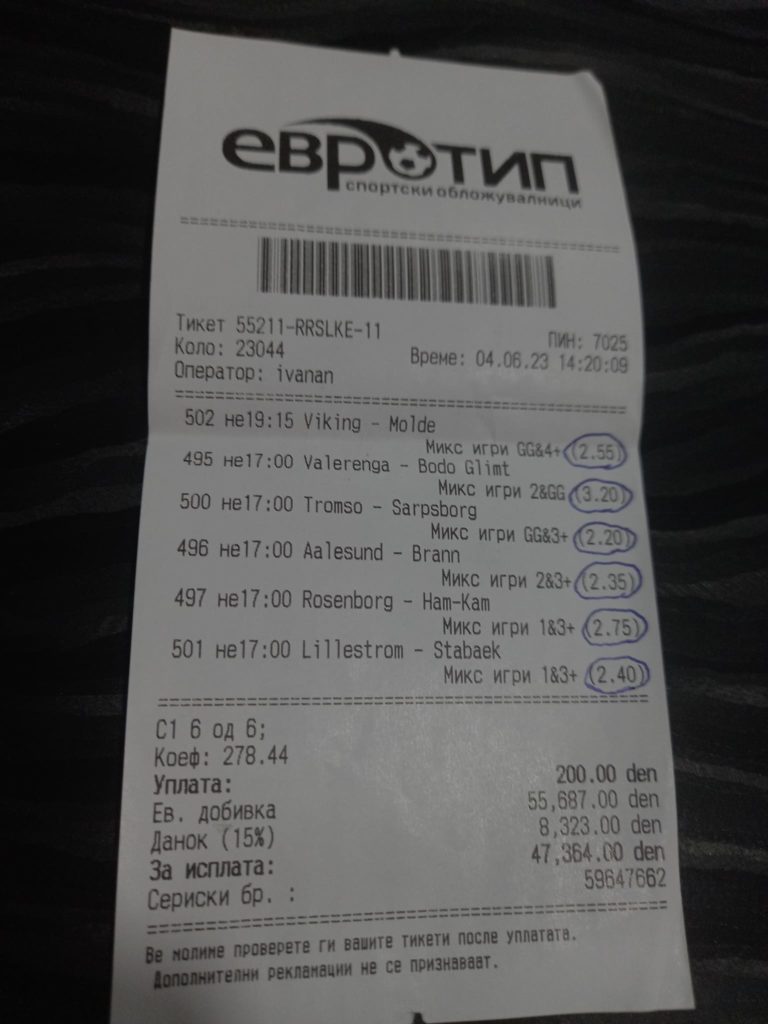 евротип
спортски обложувалници
Тикет 55211-RRSLKE-11
ПИН: 7025
Коло: 23044
Време: 04.06.23 14:20:09
Оператор: ivanan
502 не19:15 Viking - Molde
Микс игри GG&4+ (2.55)
495 не17:00 Valerenga - Bodo Glimt
Микс игри 2&GG (3.20)
500 не17:00 Tromso - Sarpsborg
Микс игри GG&3+ (2.20)
496 не17:00 Aalesund - Brann
Микс игри 2&3+ (2.35)
497 не17:00 Rosenborg - Ham-Kam
Микс игри 1&3+ (2.75)
501 не17:00 Lillestrom - Stabaek
Микс игри 1&3+ (2.40)
С1 6 од 6;
Коеф: 278.44
Уплата: 200.00 den
Ев. добивка 55,687.00 den
Данок (15%) 8,323.00 den
За исплата: 47,364.00 den
Сериски бр. : 59647662
Ве молиме проверете ги вашите тикети после уплатата.
Дополнителни рекламации не се признаваат.